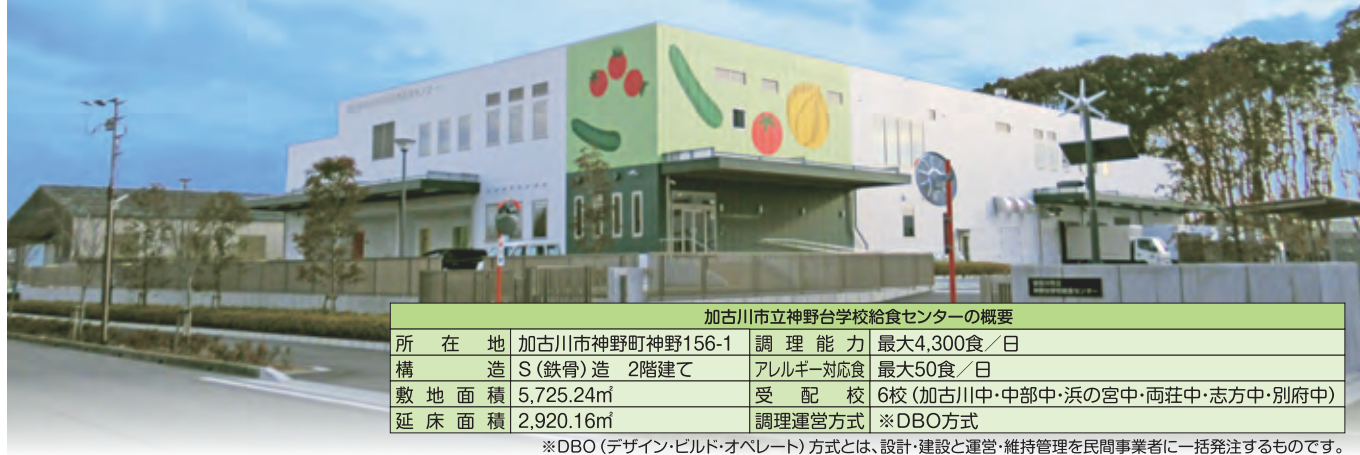 加古川市立神野台学校給食センターの概要
所在地 加古川市神野町神野156-1 調理能力 最大4,300食／日
構造 S（鉄骨）造 2階建て アレルギー対応食 最大50食／日
敷地面積 5,725.24㎡ 受配校 6校（加古川中・中部中・浜の宮中・両荘中・志方中・別府中）
延床面積 2,920.16㎡ 調理運営方式 ※DBO方式
※DBO（デザイン・ビルド・オペレート）方式とは、設計・建設と運営・維持管理を民間事業者に一括発注するものです。